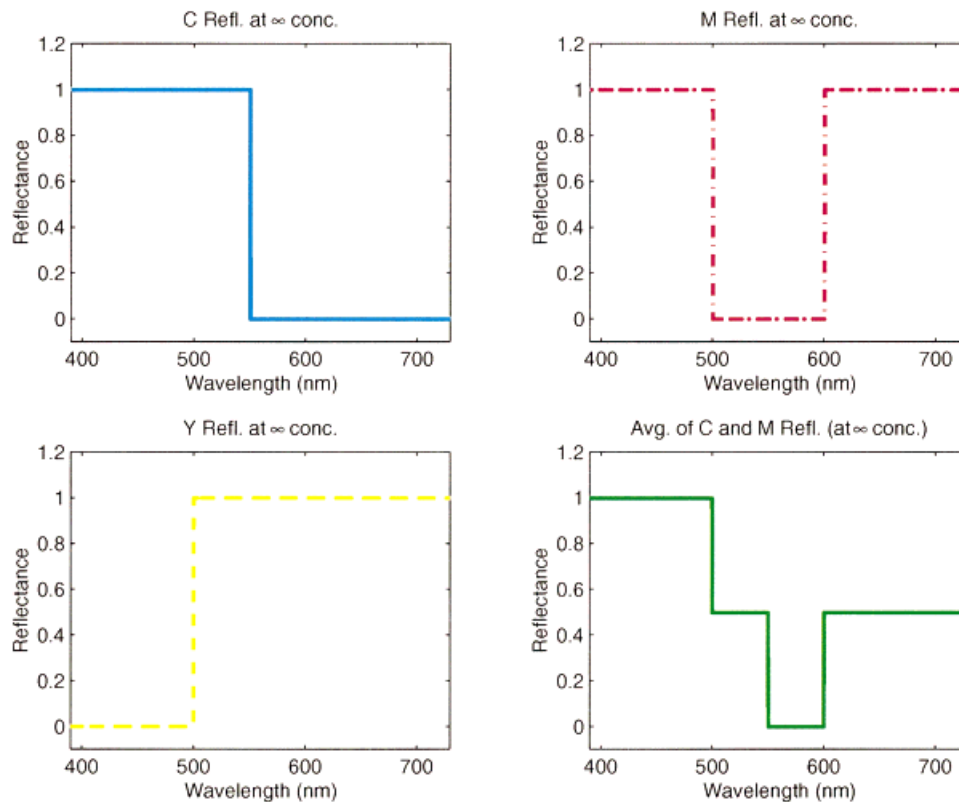 C Refl. at ∞ conc.
1.2
1
0.8
0.6
0.4
0.2
0
Reflectance
400 500 600 700
Wavelength (nm)
M Refl. at ∞ conc.
1.2
1
0.8
0.6
0.4
0.2
0
Reflectance
400 500 600 700
Wavelength (nm)
Y Refl. at ∞ conc.
1.2
1
0.8
0.6
0.4
0.2
0
Reflectance
400 500 600 700
Wavelength (nm)
Avg. of C and M Refl. (at ∞ conc.)
1.2
1
0.8
0.6
0.4
0.2
0
Reflectance
400 500 600 700
Wavelength (nm)